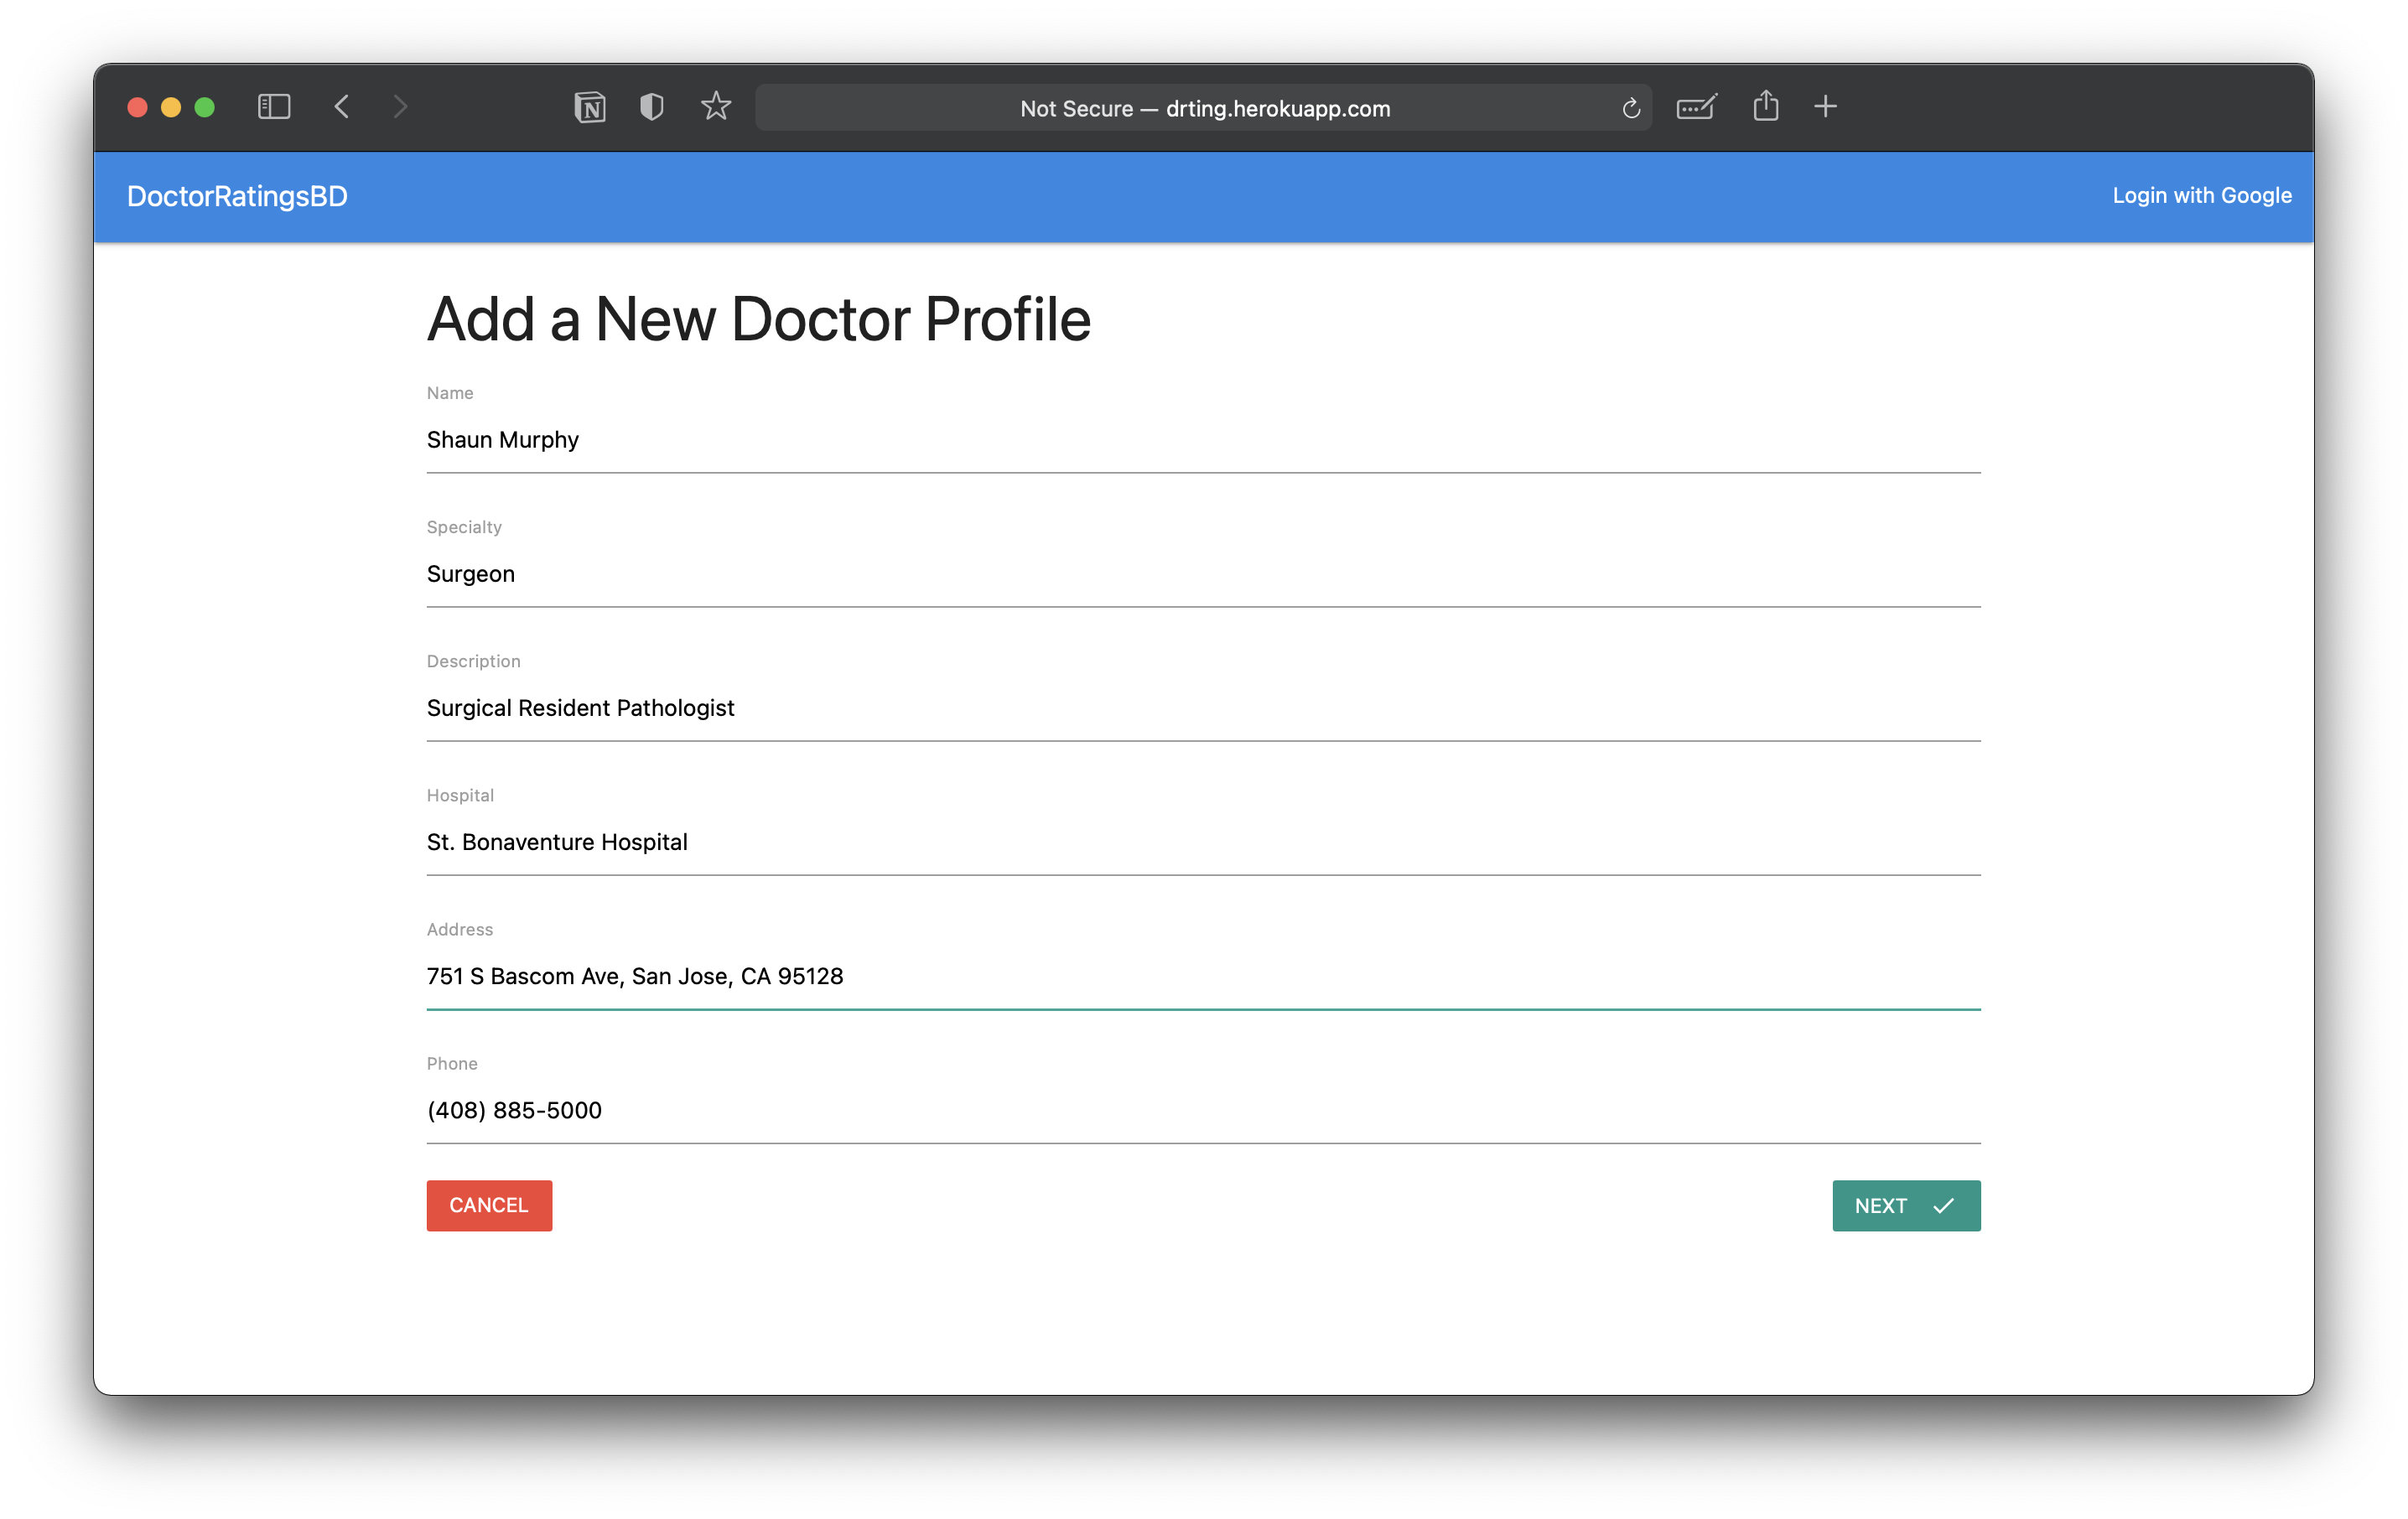 Not Secure — drting.herokuapp.com
DoctorRatingsBD
Login with Google
Add a New Doctor Profile
Name
Shaun Murphy
Specialty
Surgeon
Description
Surgical Resident Pathologist
Hospital
St. Bonaventure Hospital
Address
751 S Bascom Ave, San Jose, CA 95128
Phone
(408) 885-5000
CANCEL
NEXT